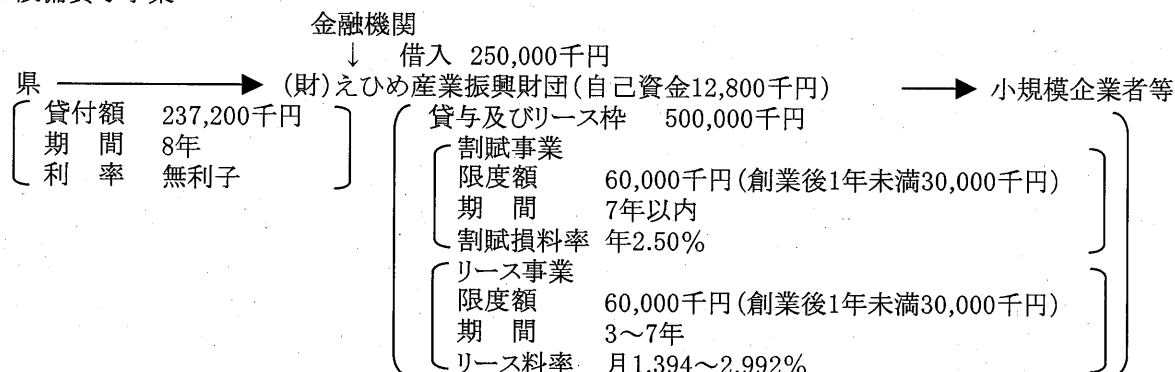 金融機関
↓ 借入 250,000千円
県 → (財)えひめ産業振興財団(自己資金12,800千円) → 小規模企業者等
貸付額 237,200千円
期 間 8年
利 率 無利子
貸与及びリース枠 500,000千円
割賦事業
限度額 60,000千円(創業後1年未満30,000千円)
期 間 7年以内
割賦損料率 年2.50%
リース事業
限度額 60,000千円(創業後1年未満30,000千円)
期 間 3～7年
リース料率 月1.394～2.992%